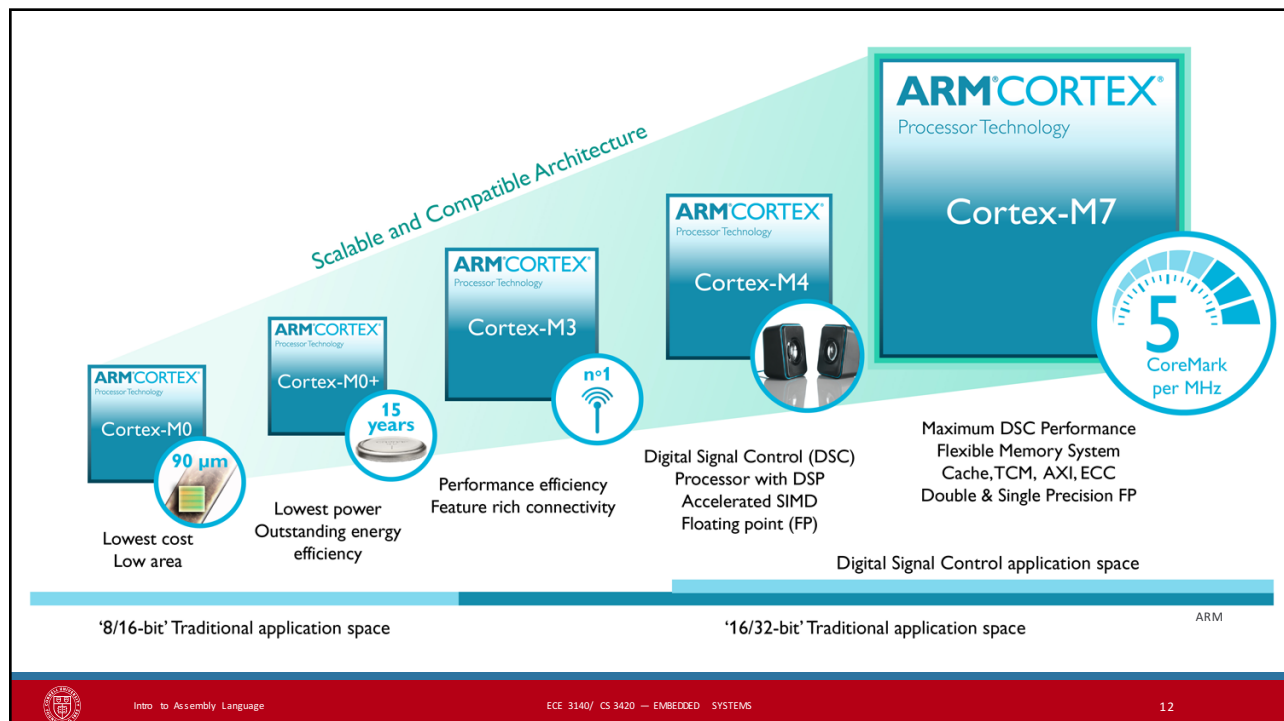 Scalable and Compatible Architecture
ARM®CORTEX®
Processor Technology
Cortex-M0
90 µm
Lowest cost
Low area
ARM®CORTEX®
Processor Technology
Cortex-M0+
15
years
Lowest power
Outstanding energy
efficiency
ARM®CORTEX®
Processor Technology
Cortex-M3
nº1
Performance efficiency
Feature rich connectivity
ARM®CORTEX®
Processor Technology
Cortex-M4
Digital Signal Control (DSC)
Processor with DSP
Accelerated SIMD
Floating point (FP)
ARM®CORTEX®
Processor Technology
Cortex-M7
5
CoreMark
per MHz
Maximum DSC Performance
Flexible Memory System
Cache, TCM, AXI, ECC
Double & Single Precision FP
Digital Signal Control application space
'8/16-bit' Traditional application space
'16/32-bit' Traditional application space
ARM
Intro to Assembly Language
ECE 3140/ CS 3420 — EMBEDDED SYSTEMS
12